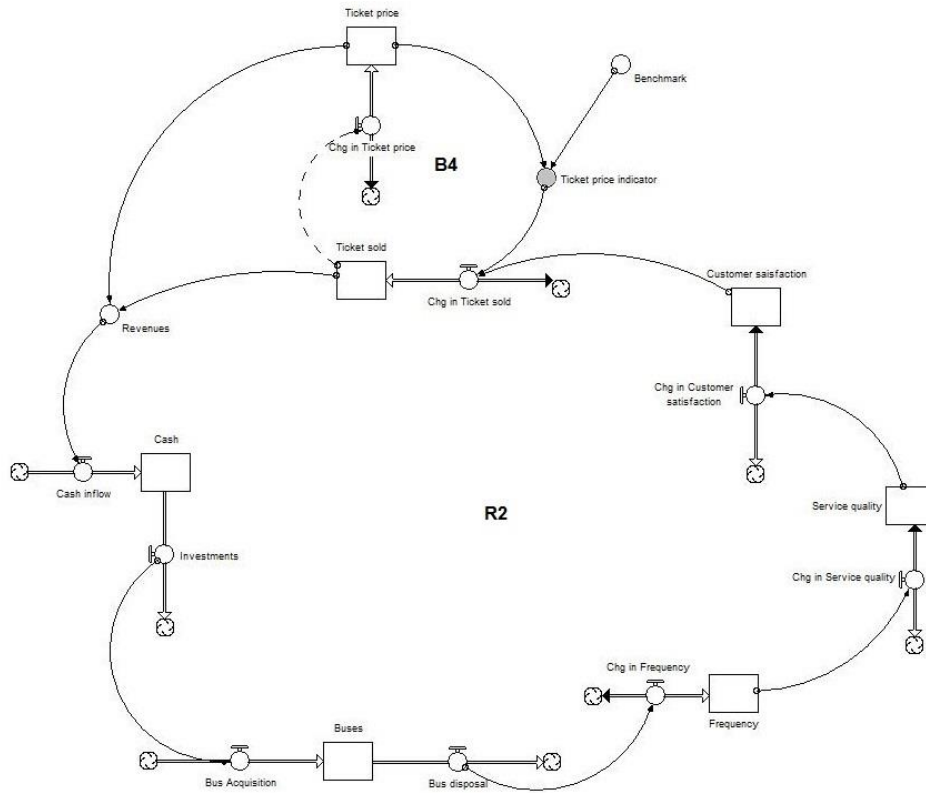 Ticket price
Benchmark
Chg in Ticket price
B4
Ticket price indicator
Ticket sold
Customer saisfaction
Chg in Ticket sold
Revenues
Chg in Customer
satisfaction
Cash
Cash inflow
R2
Service quality
Investments
Chg in Service quality
Chg in Frequency
Frequency
Buses
Bus Acquisition
Bus disposal